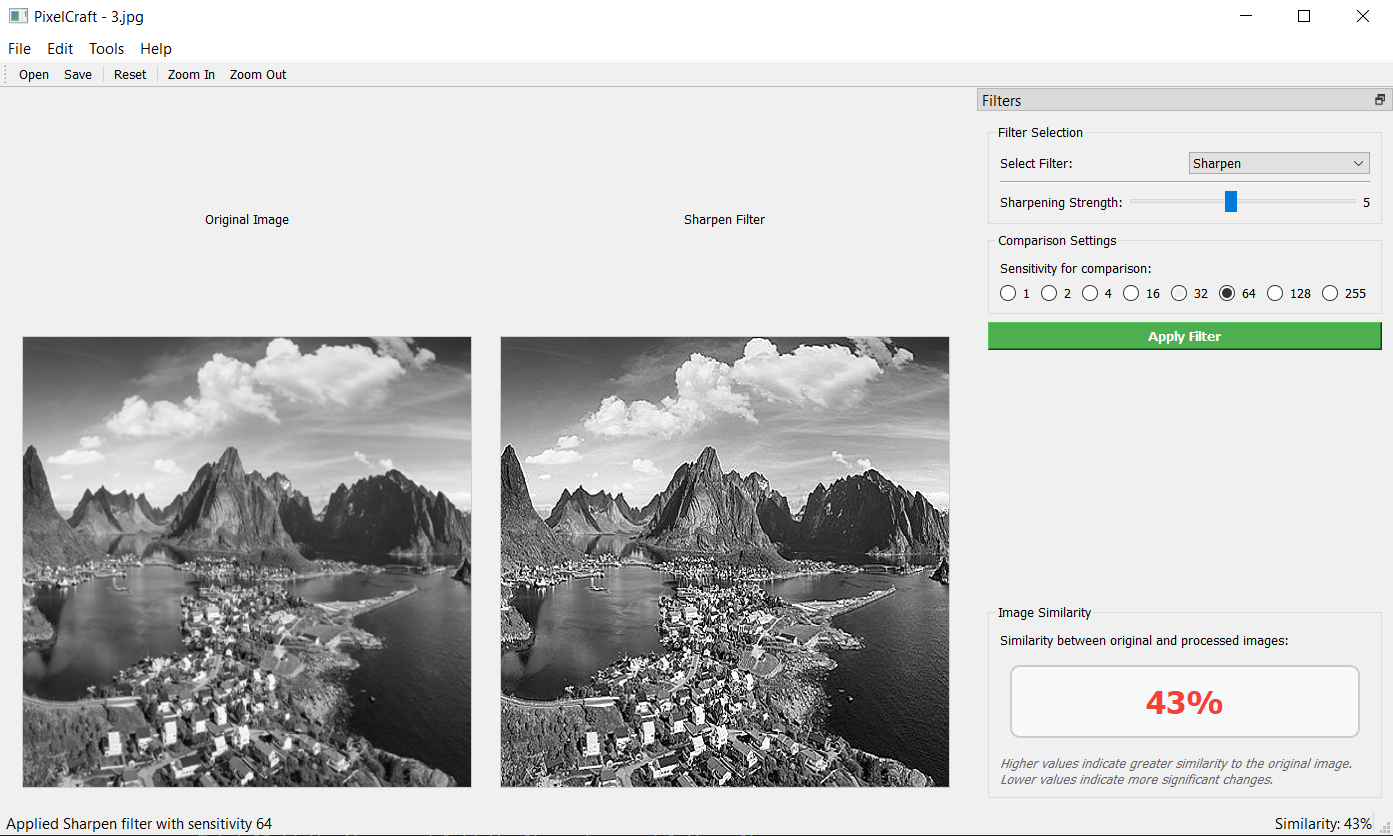 PixelCraft - 3.jpg
File Edit Tools Help
Open Save Reset Zoom In Zoom Out
Filters
Filter Selection
Select Filter: Sharpen
Sharpening Strength: 5
Comparison Settings
Sensitivity for comparison:
1 2 4 16 32 64 128 255
Apply Filter
Original Image
Sharpen Filter
Image Similarity
Similarity between original and processed images:
43%
Higher values indicate greater similarity to the original image.
Lower values indicate more significant changes.
Applied Sharpen filter with sensitivity 64
Similarity: 43%